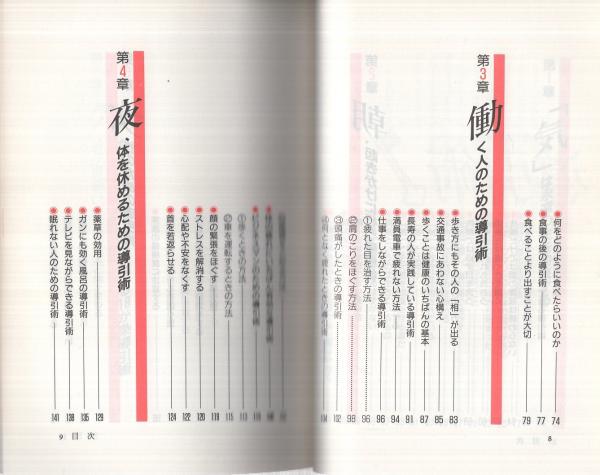 何をどのように食べたらいいのか 74
食事の後の導引術 77
食べることより出すことが大切 79
第3章
働く人のための導引術
歩き方にもその人の「相」が出る 83
交通事故にあわない心構え 85
歩くことは健康のいちばんの基本 87
長寿の人が実践している導引術 91
満員電車で疲れない方法 94
仕事をしながらできる導引術 96
①疲れた目を治す方法 96
②肩のこりをほぐす方法 98
③頭痛がしたときの導引術 102
8
①歩くときの方法
②車を運転するときの方法 115
顔の緊張をほぐす 118
ストレスを解消する 120
心配や不安をなくす 122
首を若返らせる 124
第4章
夜、体を休めるための導引術
薬草の効用 129
ガンにも効く風呂の導引術 135
テレビを見ながらできる導引術 138
眠れない人のための導引術 141
9 目次